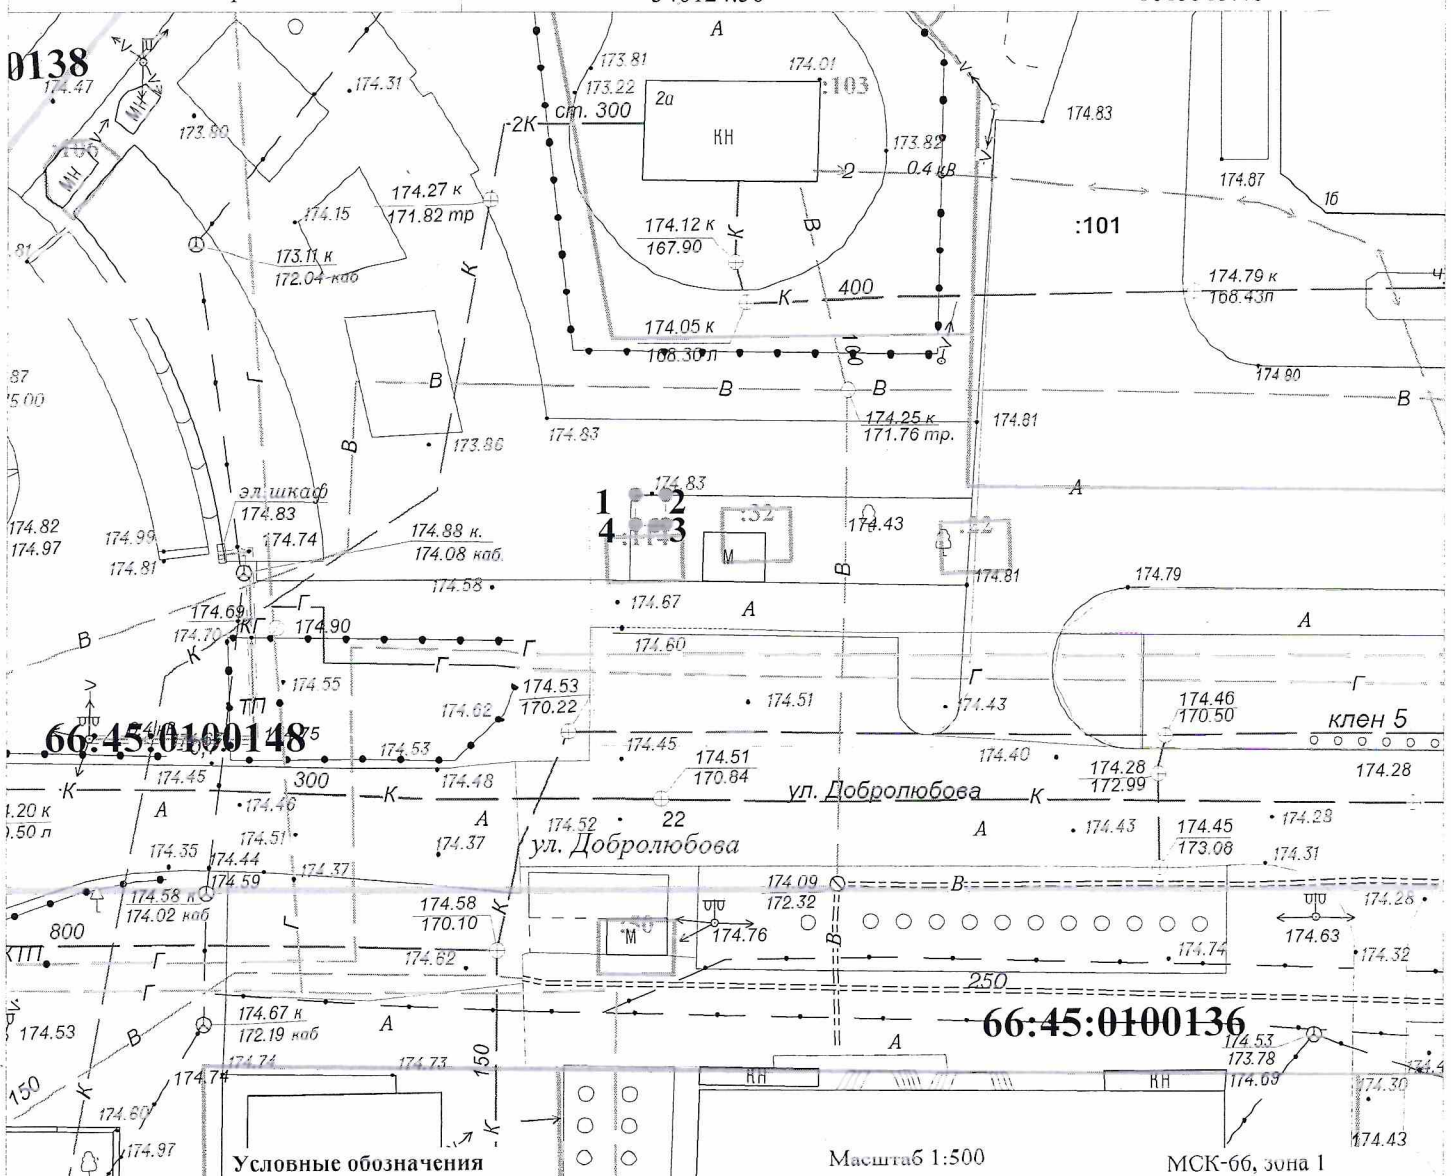 0138
174.47
МН
:106
МН
173.90
174.31
173.11 к
172.04 каб
174.15
174.27 к
171.82 тр
2К
ст. 300
173.81
173.22
А
174.01
:103
2а
КН
173.82
2
0.4 кВ
174.83
174.87
1б
:101
174.12 к
167.90
К
В
К
К
400
174.79 к
168.43л
174.05 к
168.30 л
100
174.80
87
75.00
Г
В
В
В
В
В
174.25 к
171.76 тр.
174.81
174.83
173.86
А
эл.шкаф
174.83
174.82
174.97
174.99
174.81
174.74
174.88 к.
174.08 каб.
1
2
174.83
4
3
:114
:32
М
174.43
:22
В
174.58
174.81
174.79
174.67
А
А
174.60
174.69
174.70
КГ
174.90
Г
Г
Г
Г
Г
В
К
174.55
ТП
174.62
174.53
170.22
174.51
174.43
174.46
170.50
клен 5
66:45:0100148
174.53
174.45
174.45
174.48
174.51
170.84
174.40
174.28
172.99
174.28
300
К
К
К
ул. Добролюбова
А
А
А
174.20 к
174.46
174.51
174.52
22
174.37
ул. Добролюбова
174.43
174.45
173.08
174.28
174.31
174.35
174.44
174.59
174.37
174.58 к
174.02 каб
174.58
170.10
174.09
172.32
В
174.28
800
КТП
Г
Г
Г
К
:50
М
174.76
В
174.74
174.63
174.32
174.62
250
66:45:0100136
174.53
174.67 к
172.19 каб
А
В
А
174.53
173.78
174.69
174.74
174.74
174.73
150
150
К
К
КН
КН
174.30
174.60
174.97
174.43
Условные обозначения
Масштаб 1:500
МСК-66, зона 1